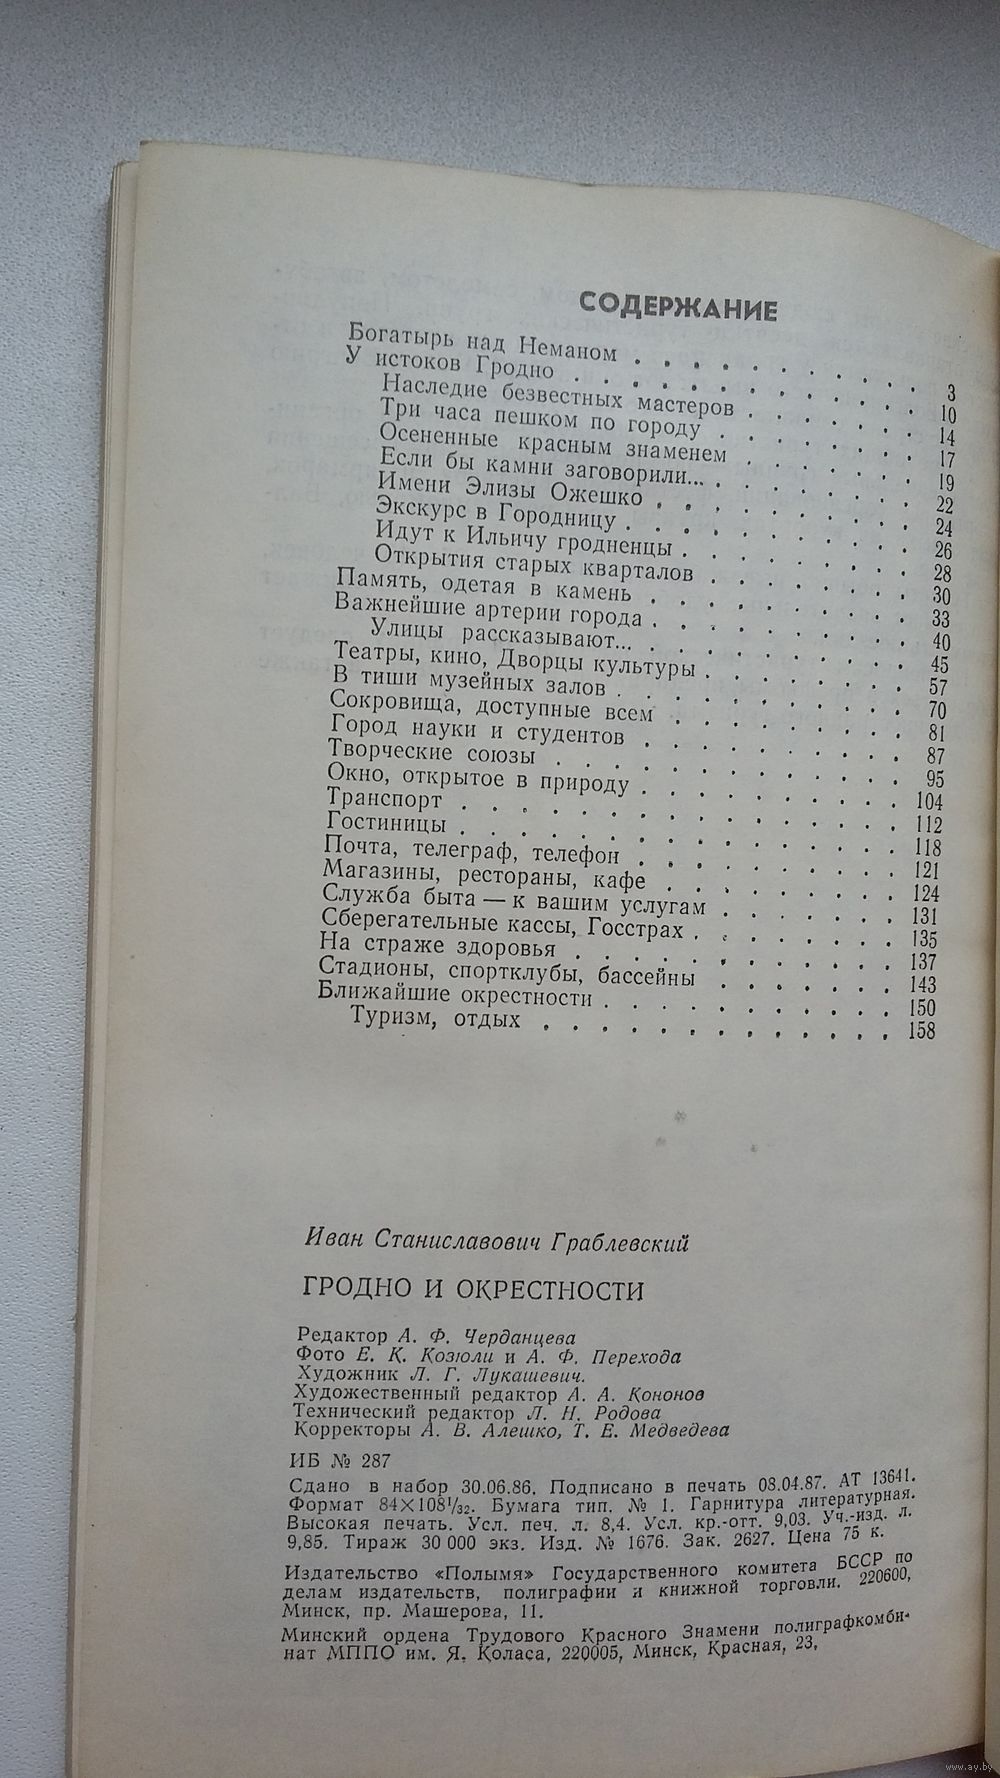 СОДЕРЖАНИЕ
Богатырь над Неманом . . . . . . . . . . 3
У истоков Гродно . . . . . . . . . . . . 10
Наследие безвестных мастеров . . . . . . . 14
Три часа пешком по городу . . . . . . . . 17
Осененные красным знаменем . . . . . . . 19
Если бы камни заговорили... . . . . . . . . 22
Имени Элизы Ожешко . . . . . . . . . . 24
Экскурс в Городницу . . . . . . . . . . 26
Идут к Ильичу гродненцы . . . . . . . . 28
Открытия старых кварталов . . . . . . . . 30
Память, одетая в камень . . . . . . . . . 33
Важнейшие артерии города . . . . . . . . . 40
Улицы рассказывают... . . . . . . . . . . 45
Театры, кино, Дворцы культуры . . . . . . . 57
В тиши музейных залов . . . . . . . . . . 70
Сокровища, доступные всем . . . . . . . . 81
Город науки и студентов . . . . . . . . . 87
Творческие союзы . . . . . . . . . . . . 95
Окно, открытое в природу . . . . . . . . . 104
Транспорт . . . . . . . . . . . . . . . 112
Гостиницы . . . . . . . . . . . . . . . 118
Почта, телеграф, телефон . . . . . . . . . 121
Магазины, рестораны, кафе . . . . . . . . 124
Служба быта — к вашим услугам . . . . . . . 131
Сберегательные кассы, Госстрах . . . . . . . 135
На страже здоровья . . . . . . . . . . . 137
Стадионы, спортклубы, бассейны . . . . . . . 143
Ближайшие окрестности . . . . . . . . . . 150
Туризм, отдых . . . . . . . . . . . . . 158
Иван Станиславович Граблевский
ГРОДНО И ОКРЕСТНОСТИ
Редактор А. Ф. Черданцева
Фото Е. К. Козюли и А. Ф. Перехода
Художник Л. Г. Лукашевич.
Художественный редактор А. А. Кононов
Технический редактор Л. Н. Родова
Корректоры А. В. Алешко, Т. Е. Медведева
ИБ № 287
Сдано в набор 30.06.86. Подписано в печать 08.04.87. АТ 13641.
Формат 84×108¹/₃₂. Бумага тип. № 1. Гарнитура литературная.
Высокая печать. Усл. печ. л. 8,4. Усл. кр.-отт. 9,03. Уч.-изд. л.
9,85. Тираж 30 000 экз. Изд. № 1676. Зак. 2627. Цена 75 к.
Издательство «Полымя» Государственного комитета БССР по
делам издательств, полиграфии и книжной торговли. 220600,
Минск, пр. Машерова, 11.
Минский ордена Трудового Красного Знамени полиграфкомби-
нат МППО им. Я. Коласа, 220005, Минск, Красная, 23.
www.ay.by